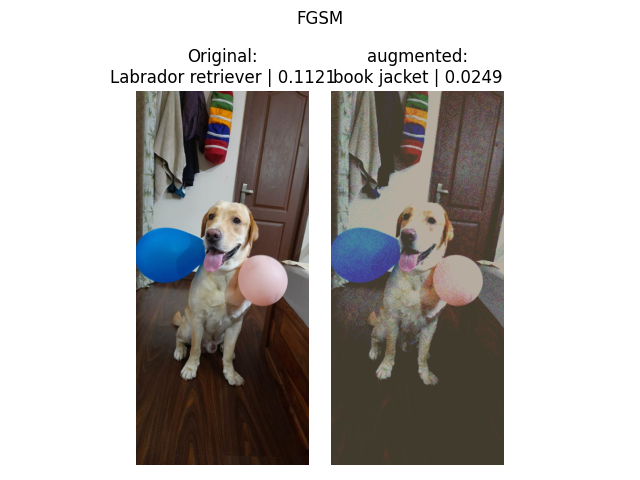 FGSM
Original:
Labrador retriever | 0.1121
augmented:
book jacket | 0.0249